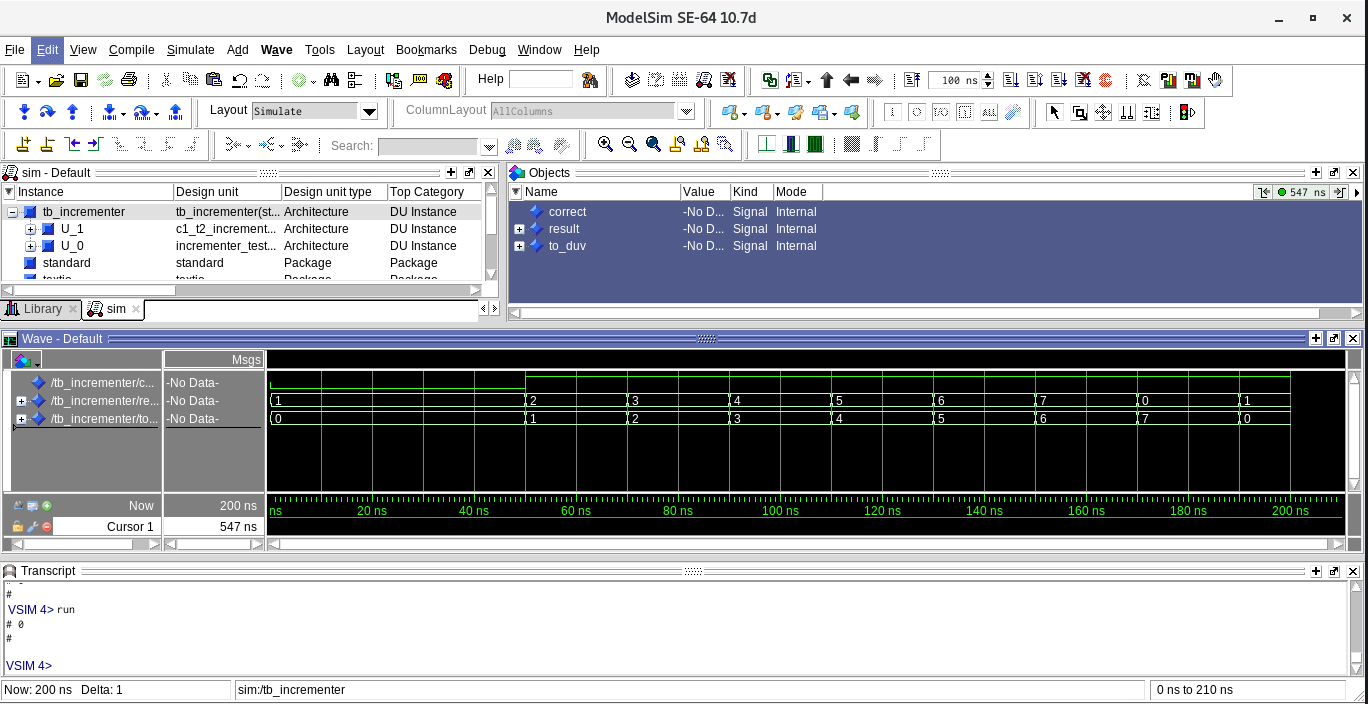 ModelSim SE-64 10.7d
File Edit View Compile Simulate Add Wave Tools Layout Bookmarks Debug Window Help
Help 100 ns
Layout Simulate ColumnLayout AllColumns
Search:
sim - Default
Instance Design unit Design unit type Top Category
tb_incrementer tb_incrementer(st... Architecture DU Instance
U_1 c1_t2_increment... Architecture DU Instance
U_0 incrementer_test... Architecture DU Instance
standard standard Package Package
textio textio Package Package
Library sim
Objects
Name Value Kind Mode 547 ns
correct -No D... Signal Internal
result -No D... Signal Internal
to_duv -No D... Signal Internal
Wave - Default
Msgs
/tb_incrementer/c... -No Data-
/tb_incrementer/re... -No Data- 1 2 3 4 5 6 7 0 1
/tb_incrementer/to... -No Data- 0 1 2 3 4 5 6 7 0
Now 200 ns ns 20 ns 40 ns 60 ns 80 ns 100 ns 120 ns 140 ns 160 ns 180 ns 200 ns
Cursor 1 547 ns
Transcript
#
VSIM 4> run
# 0
#
VSIM 4>
Now: 200 ns Delta: 1 sim:/tb_incrementer 0 ns to 210 ns